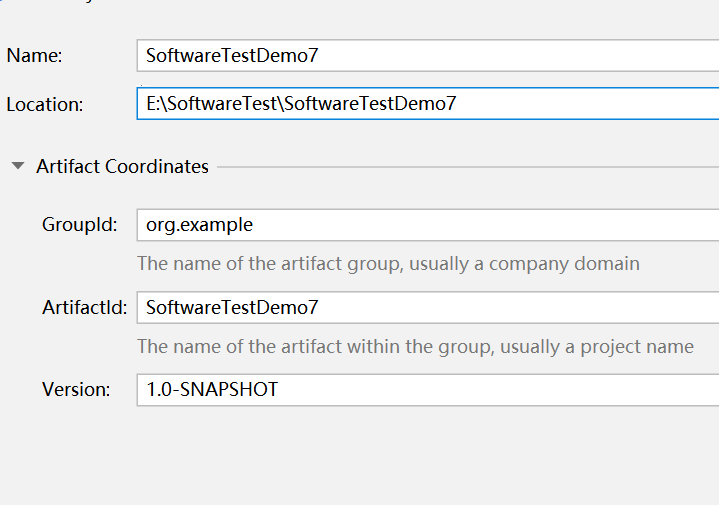 Name: SoftwareTestDemo7
Location: E:\SoftwareTest\SoftwareTestDemo7
Artifact Coordinates
GroupId: org.example
The name of the artifact group, usually a company domain
ArtifactId: SoftwareTestDemo7
The name of the artifact within the group, usually a project name
Version: 1.0-SNAPSHOT